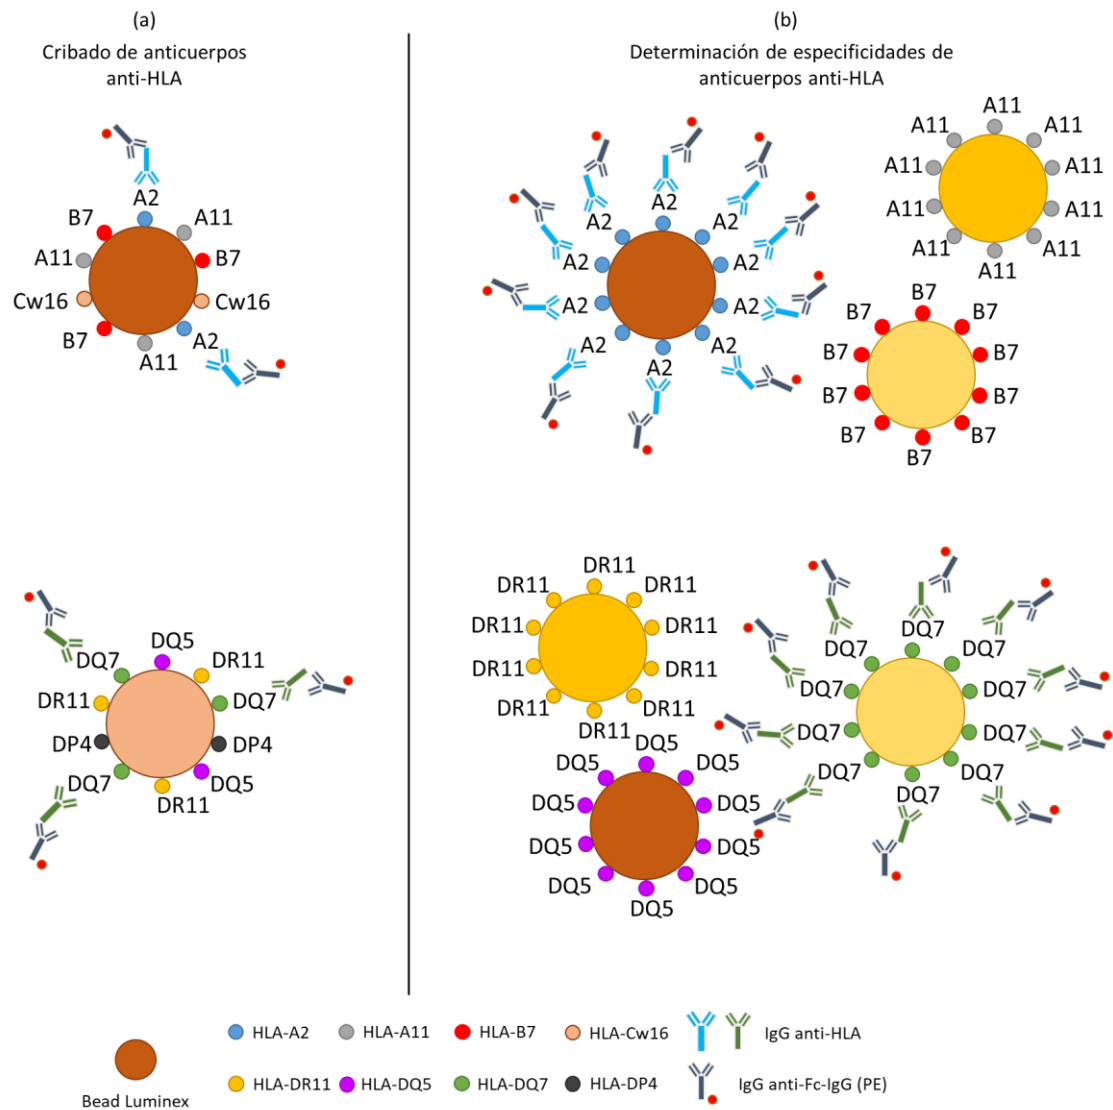 (a)
Cribado de anticuerpos
anti-HLA
(b)
Determinación de especificidades de
anticuerpos anti-HLA
A2
B7
A11
A11
B7
Cw16
Cw16
B7
A2
A11
A2
A2
A2
A2
A2
A2
A2
A2
A2
A2
A11
A11
A11
A11
A11
A11
A11
A11
A11
A11
B7
B7
B7
B7
B7
B7
B7
B7
B7
B7
DQ5
DQ7
DR11
DR11
DQ7
DP4
DP4
DQ7
DQ5
DR11
DR11
DR11
DR11
DR11
DR11
DR11
DR11
DR11
DR11
DR11
DQ5
DQ5
DQ5
DQ5
DQ5
DQ5
DQ5
DQ5
DQ5
DQ5
DQ7
DQ7
DQ7
DQ7
DQ7
DQ7
DQ7
DQ7
DQ7
DQ7
Bead Luminex
HLA-A2
HLA-A11
HLA-B7
HLA-Cw16
IgG anti-HLA
HLA-DR11
HLA-DQ5
HLA-DQ7
HLA-DP4
IgG anti-Fc-IgG (PE)